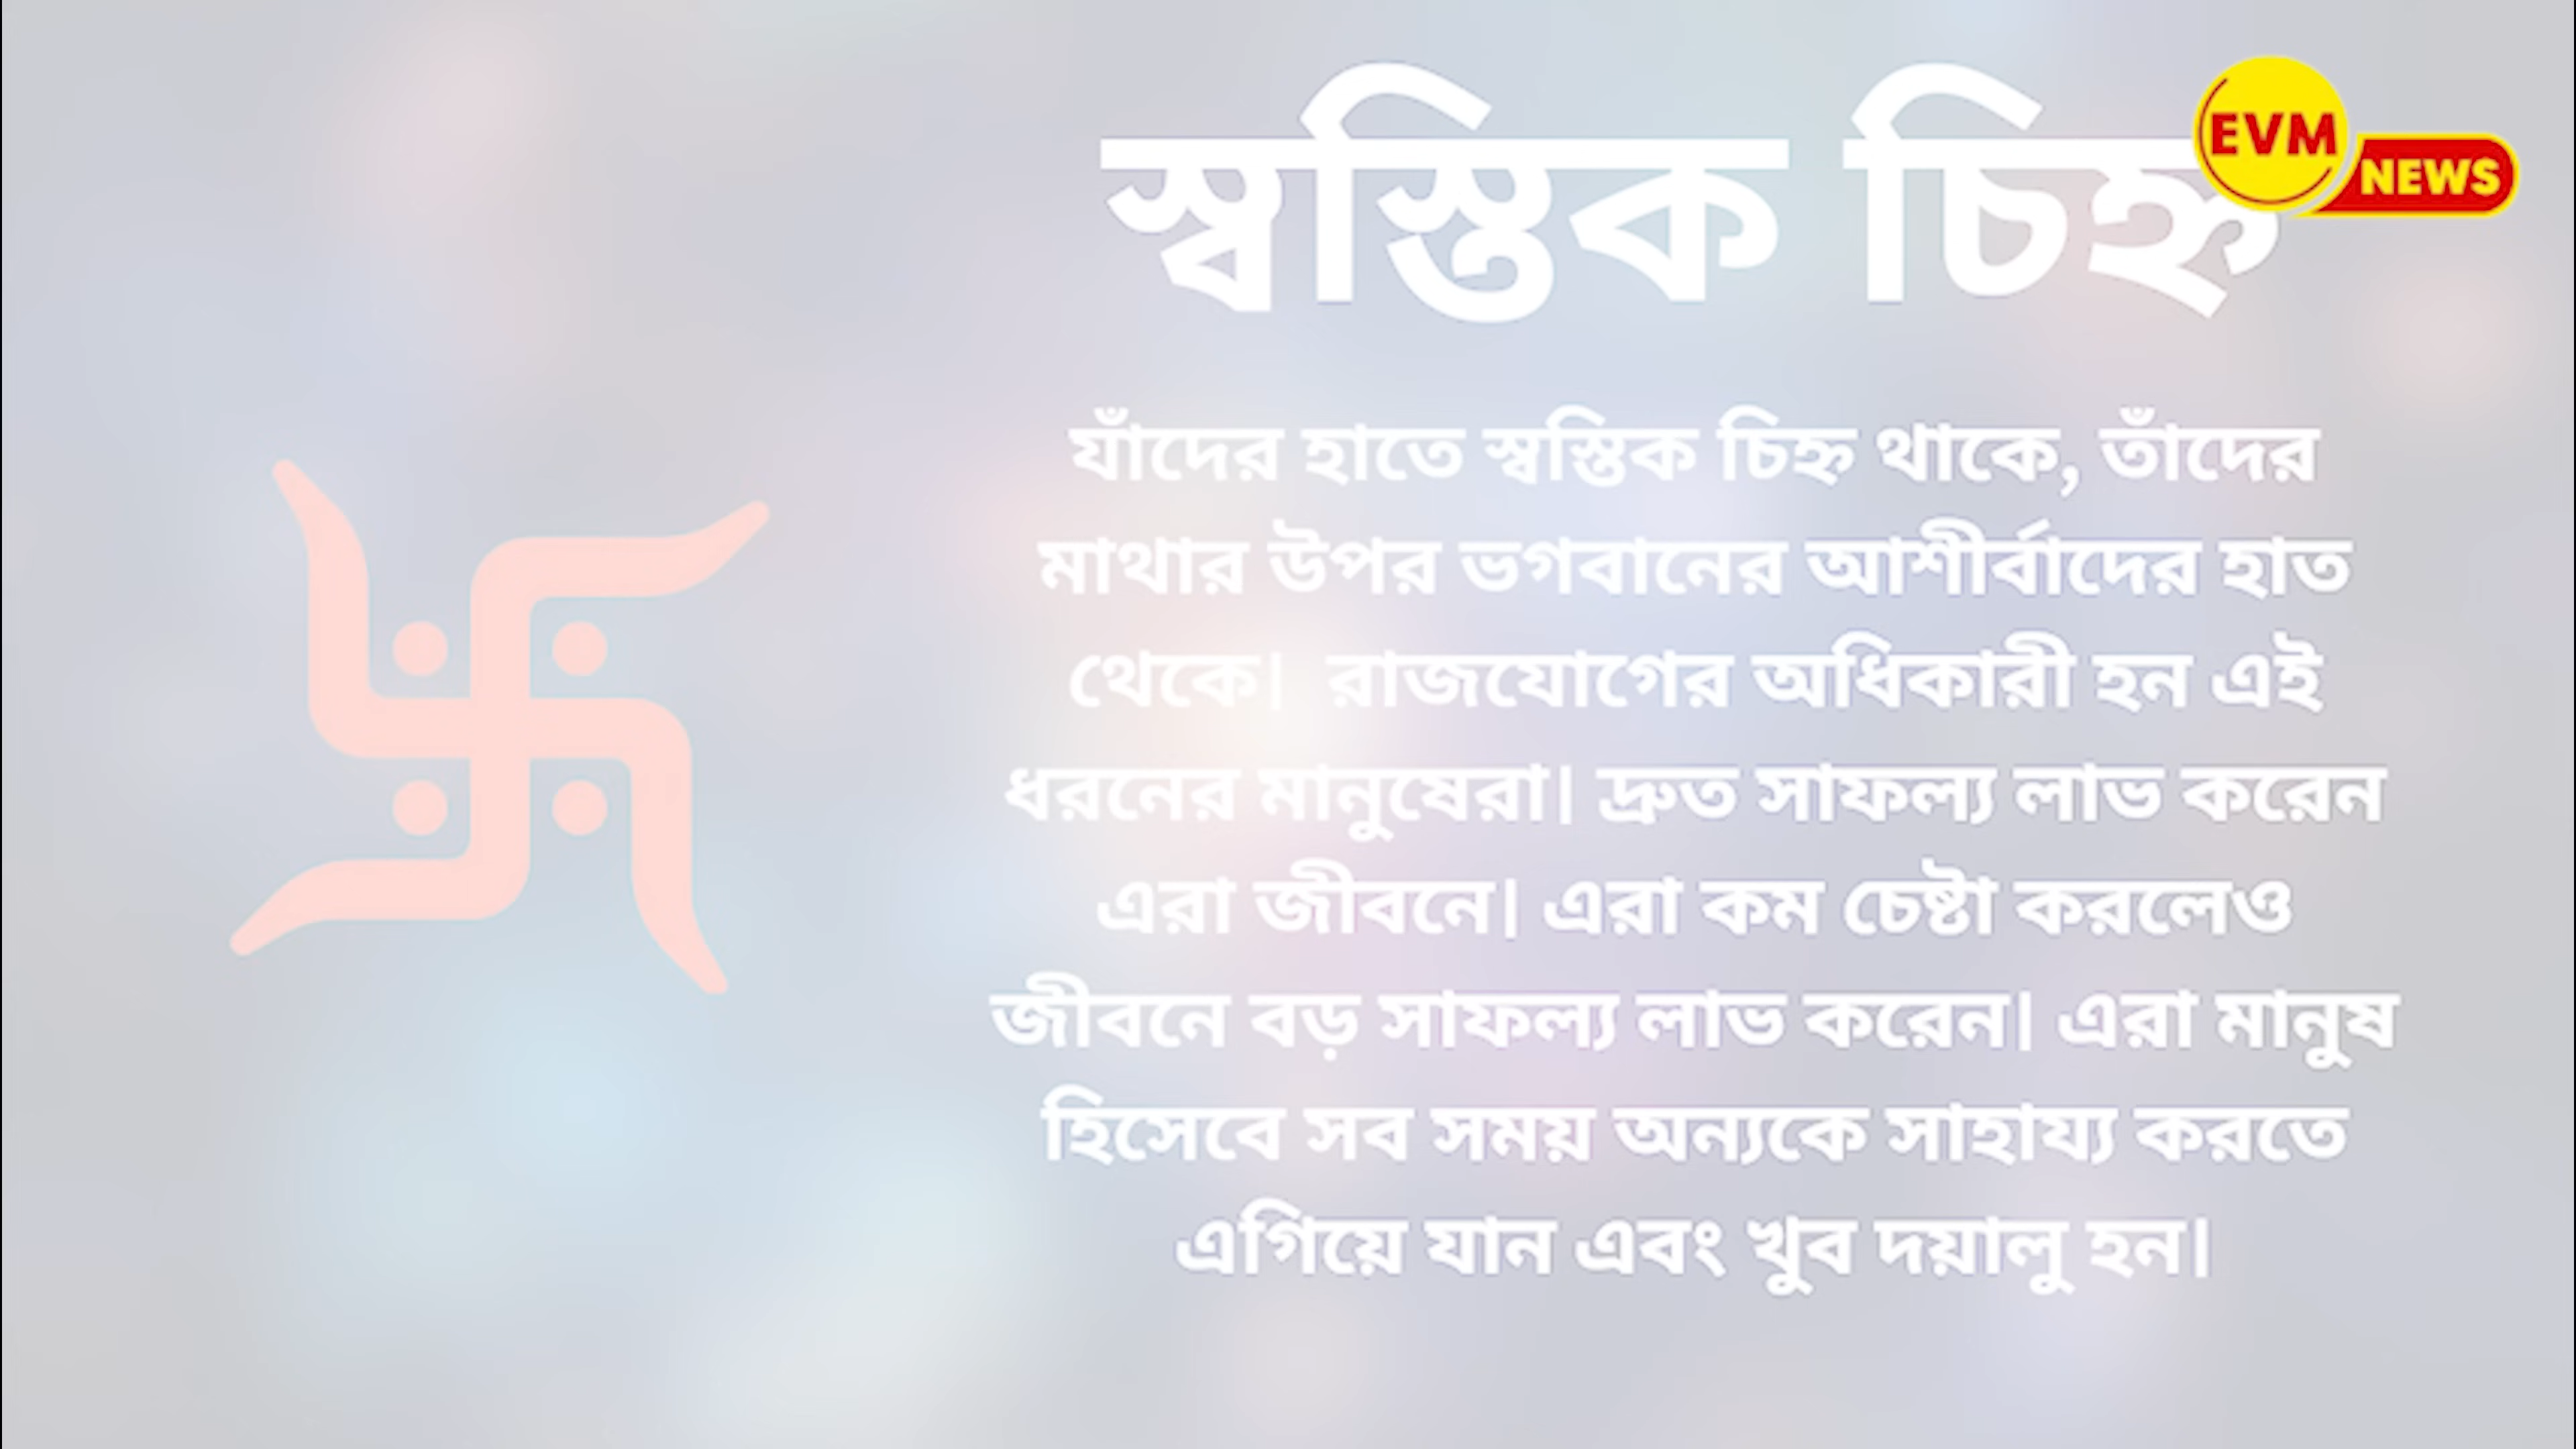 স্বস্তিক চিহ্ন
EVM
NEWS
যাঁদের হাতে স্বস্তিক চিহ্ন থাকে, তাঁদের
মাথার উপর ভগবানের আশীর্বাদের হাত
থেকে। রাজযোগের অধিকারী হন এই
ধরনের মানুষেরা। দ্রুত সাফল্য লাভ করেন
এরা জীবনে। এরা কম চেষ্টা করলেও
জীবনে বড় সাফল্য লাভ করেন। এরা মানুষ
হিসেবে সব সময় অন্যকে সাহায্য করতে
এগিয়ে যান এবং খুব দয়ালু হন।